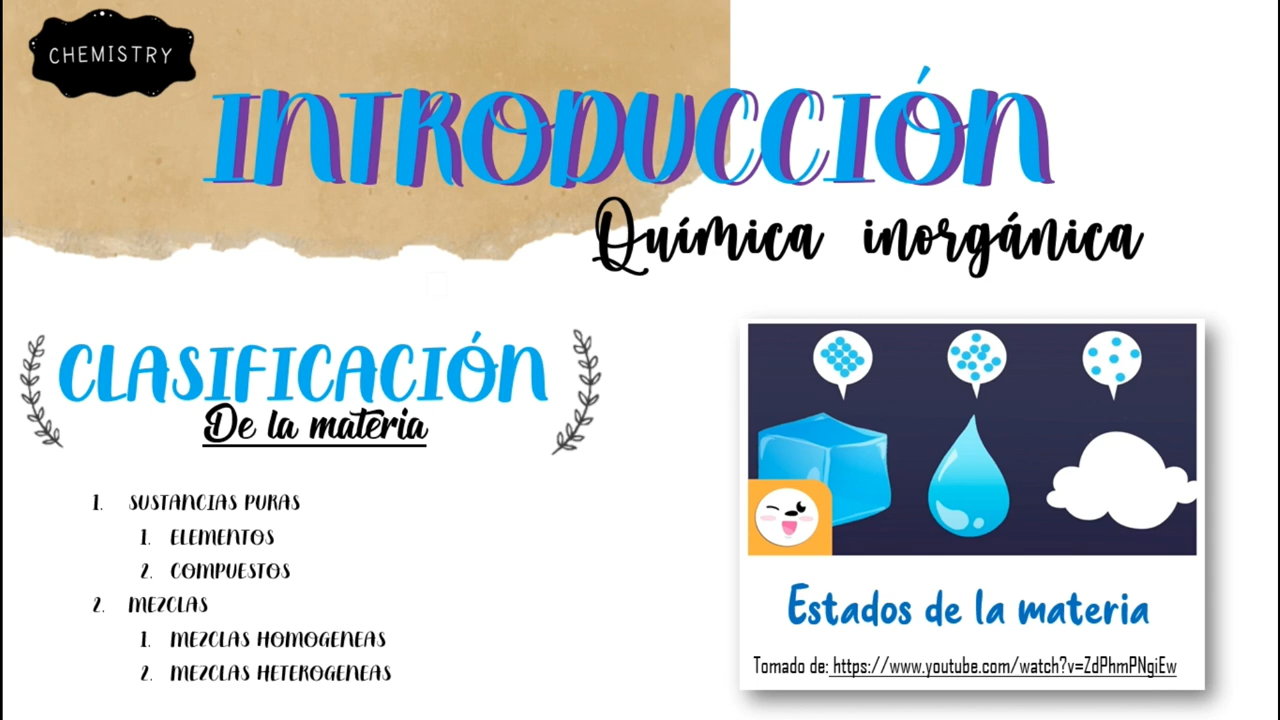 CHEMISTRY
INTRODUCCIÓN
Química inorgánica
CLASIFICACIÓN
De la materia
1. SUSTANCIAS PURAS
1. ELEMENTOS
2. COMPUESTOS
2. MEZCLAS
1. MEZCLAS HOMOGENEAS
2. MEZCLAS HETEROGENEAS
Estados de la materia
Tomado de: https://www.youtube.com/watch?v=ZdPhmPNgiEw